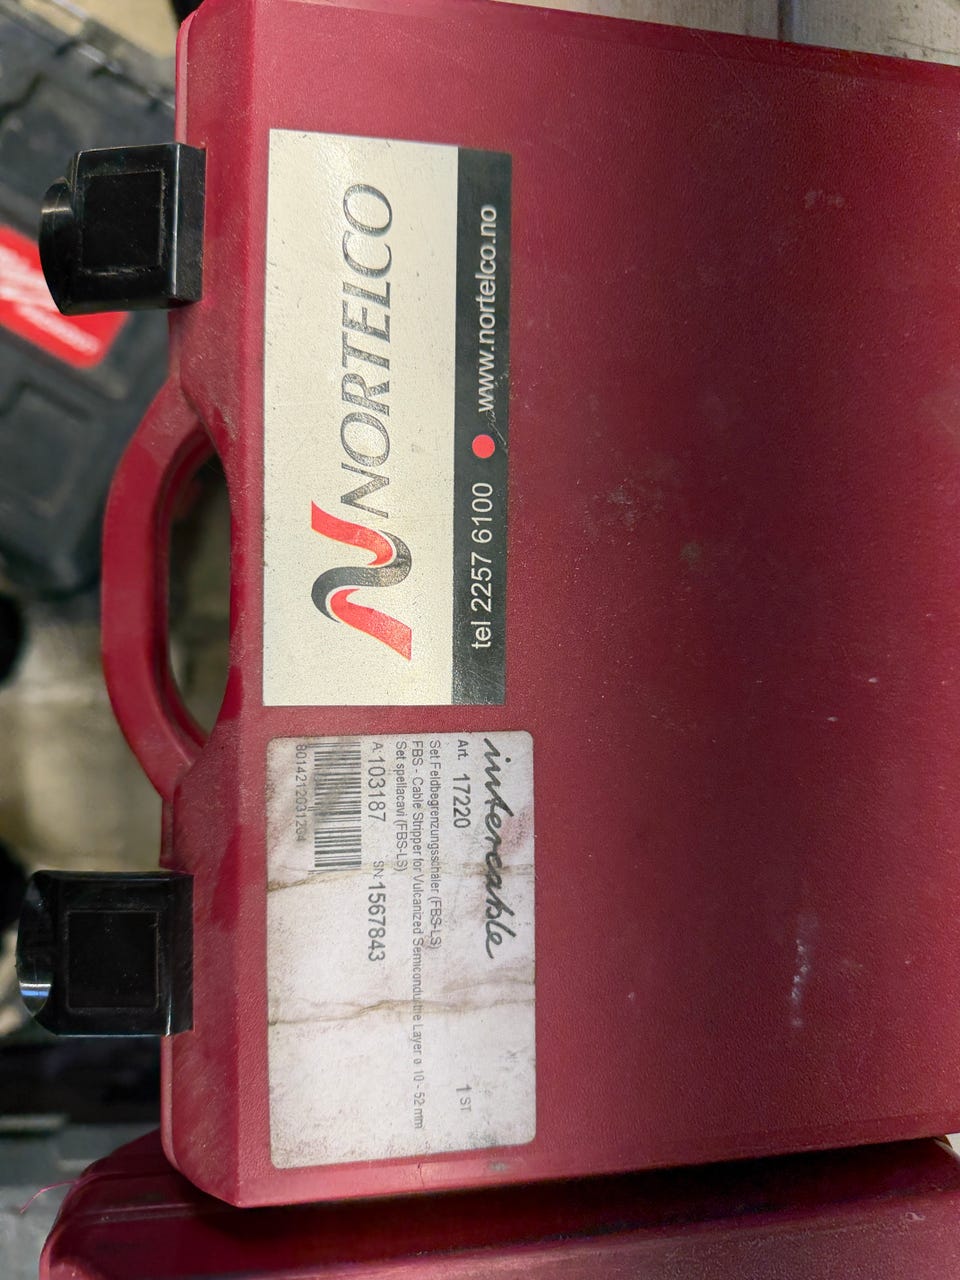 NORTELCO
tel 2257 6100 ● www.nortelco.no
intercable
Art. 17220
1 ST
Set Feldbegrenzungsschäler (FBS-LS)
FBS - Cable Stripper for Vulcanized Layer ø 10 - 52 mm
Set spellacavi (FBS-LS)
A: 103187 SN: 1567843
8014212031204